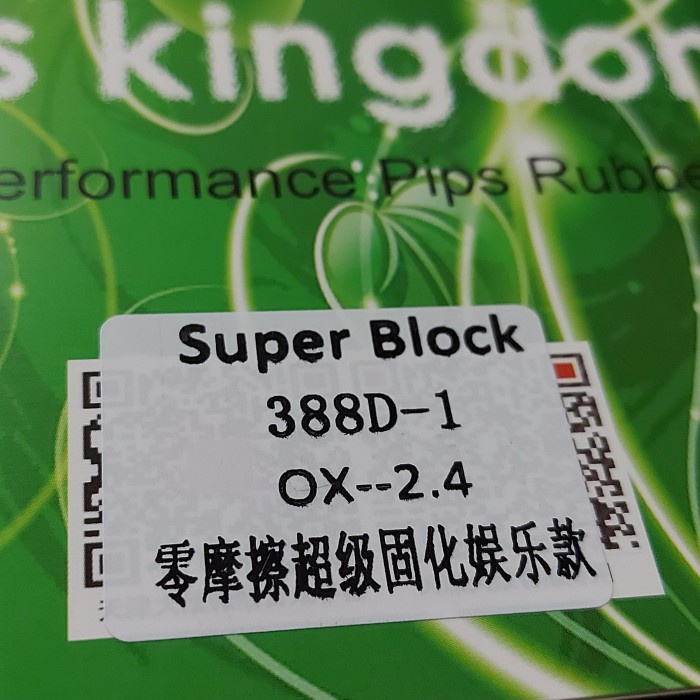 s kingdom
erformance Pips Rubbe
Super Block
388D-1
OX--2.4
零摩擦超级固化娱乐款